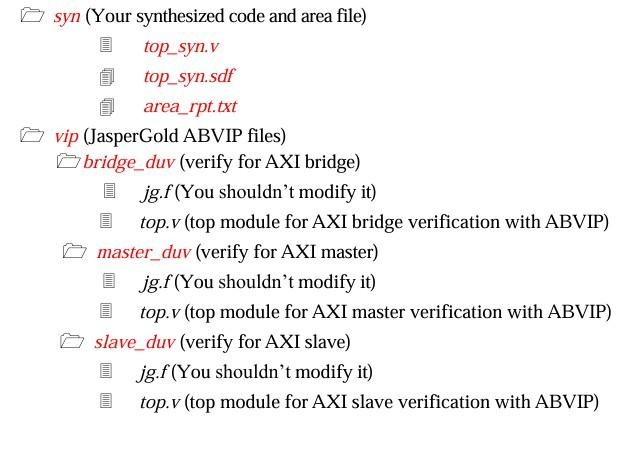 syn (Your synthesized code and area file)
top_syn.v
top_syn.sdf
area_rpt.txt
vip (JasperGold ABVIP files)
bridge_duv (verify for AXI bridge)
jg.f (You shouldn't modify it)
top.v (top module for AXI bridge verification with ABVIP)
master_duv (verify for AXI master)
jg.f (You shouldn't modify it)
top.v (top module for AXI master verification with ABVIP)
slave_duv (verify for AXI slave)
jg.f (You shouldn't modify it)
top.v (top module for AXI slave verification with ABVIP)